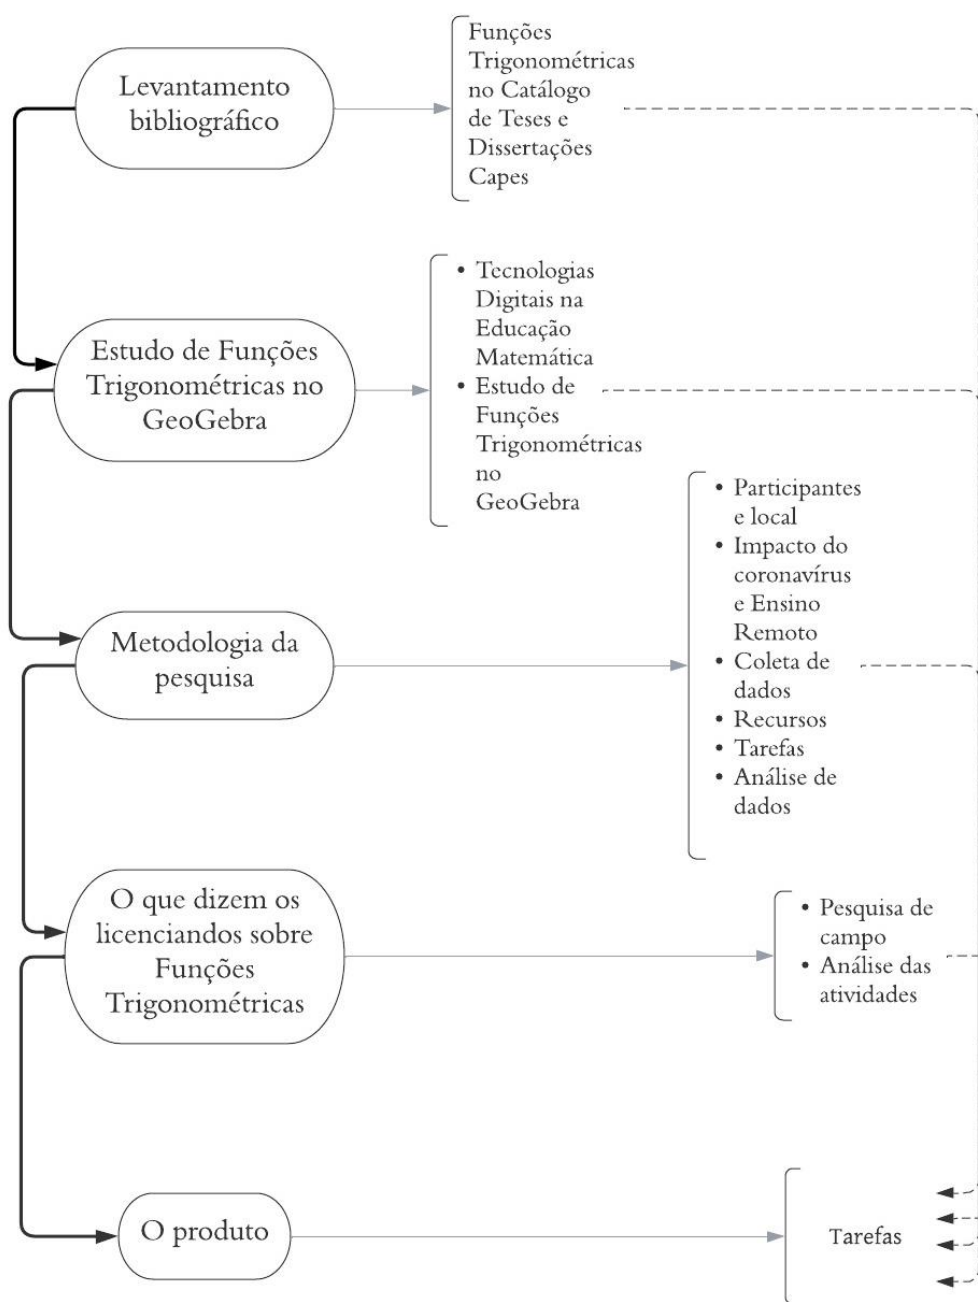 Levantamento
bibliográfico
Funções
Trigonométricas
no Catálogo
de Teses e
Dissertações
Capes
Estudo de Funções
Trigonométricas no
GeoGebra
• Tecnologias
Digitais na
Educação
Matemática
• Estudo de
Funções
Trigonométricas
no
GeoGebra
Metodologia da
pesquisa
• Participantes
e local
• Impacto do
coronavírus
e Ensino
Remoto
• Coleta de
dados
• Recursos
• Tarefas
• Análise de
dados
O que dizem os
licenciandos sobre
Funções
Trigonométricas
• Pesquisa de
campo
• Análise das
atividades
O produto
Tarefas